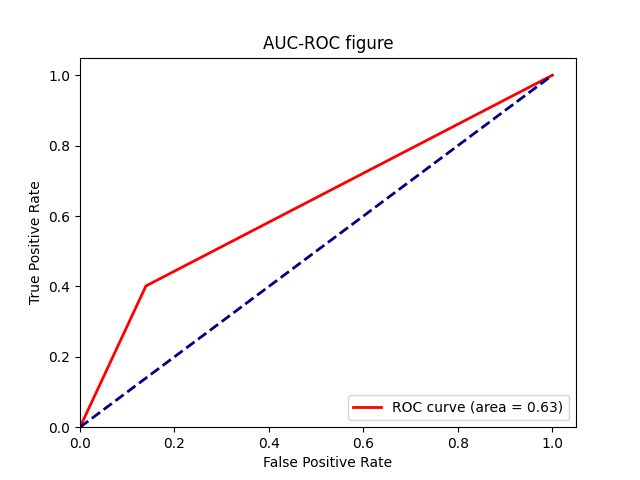 AUC-ROC figure
True Positive Rate
1.0
0.8
0.6
0.4
0.2
0.0
0.0 0.2 0.4 0.6 0.8 1.0
False Positive Rate
ROC curve (area = 0.63)